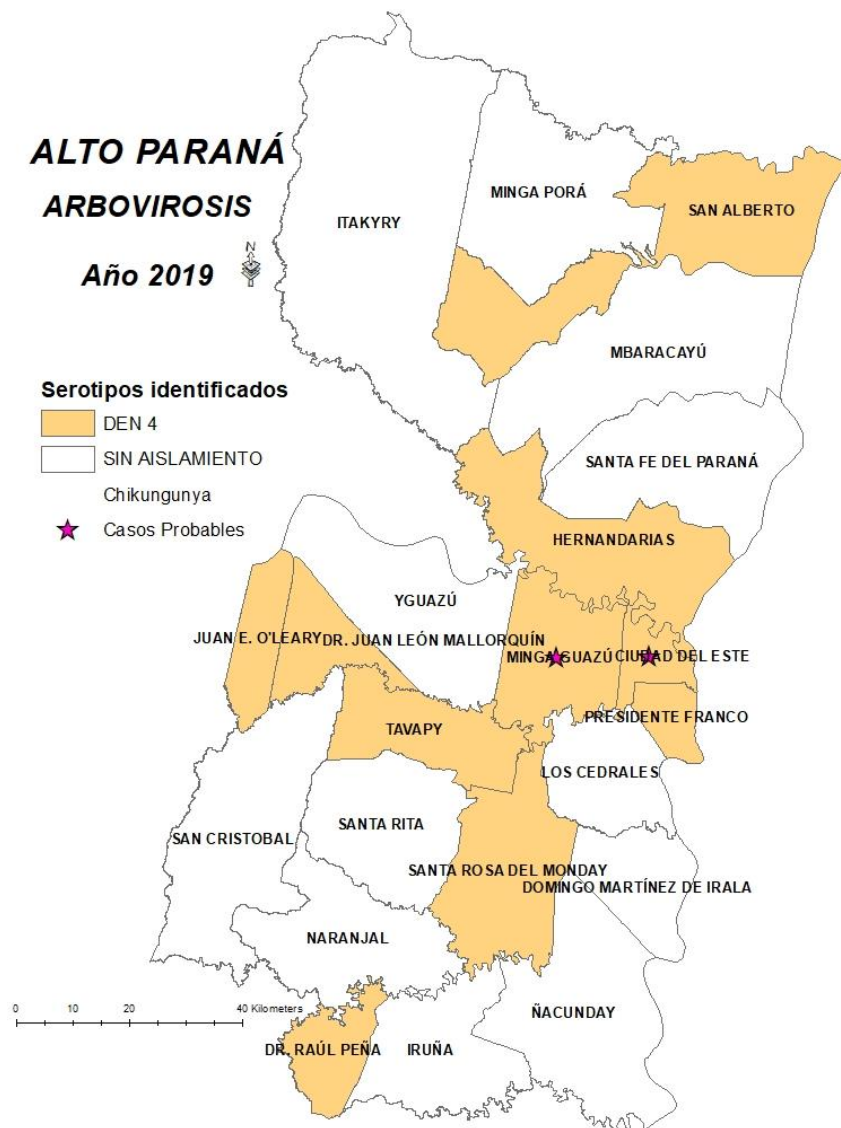 ALTO PARANÁ
ARBOVIROSIS
Año 2019
N
Serotipos identificados
DEN 4
SIN AISLAMIENTO
Chikungunya
Casos Probables
ITAKYRY
MINGA PORÁ
SAN ALBERTO
MBARACAYÚ
SANTA FE DEL PARANÁ
HERNANDARIAS
YGUAZÚ
JUAN E. O'LEARY
DR. JUAN LEÓN MALLORQUÍN
MINGA GUAZÚ
CIUDAD DEL ESTE
PRESIDENTE FRANCO
TAVAPY
LOS CEDRALES
SAN CRISTOBAL
SANTA RITA
SANTA ROSA DEL MONDAY
DOMINGO MARTÍNEZ DE IRALA
NARANJAL
ÑACUNDAY
0 10 20 40 Kilometers
DR. RAÚL PEÑA
IRUÑA